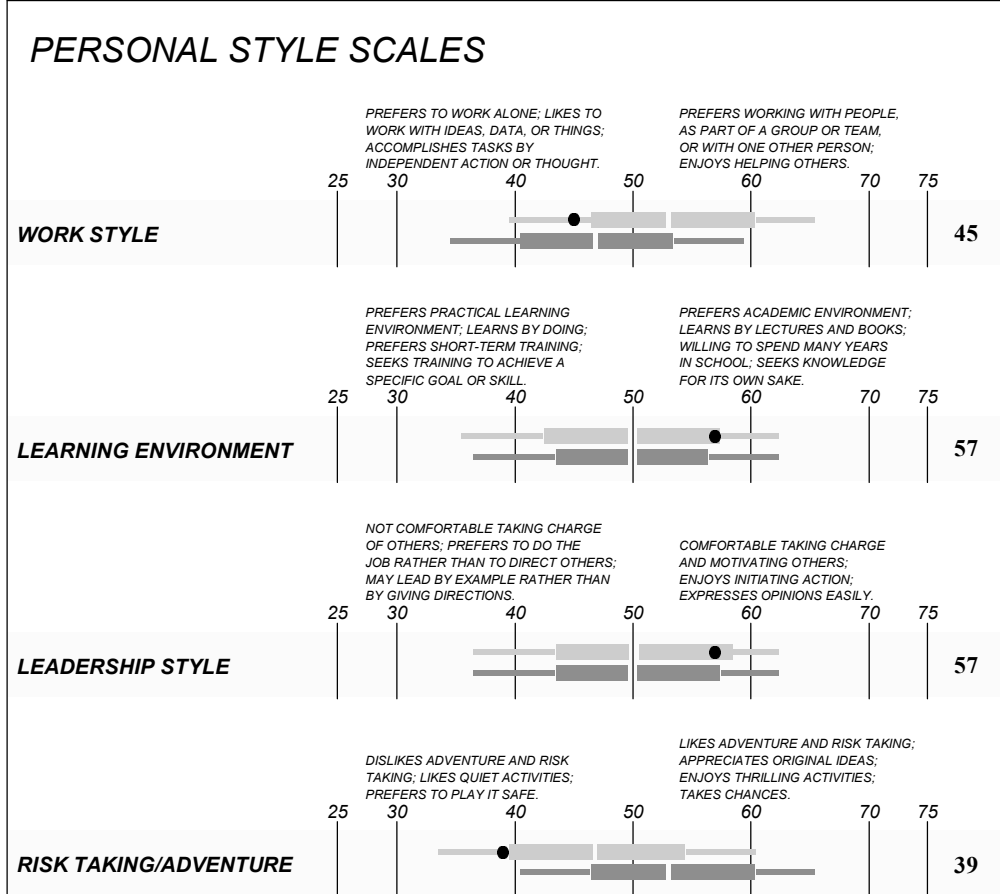 PERSONAL STYLE SCALES
PREFERS TO WORK ALONE; LIKES TO
WORK WITH IDEAS, DATA, OR THINGS;
ACCOMPLISHES TASKS BY
INDEPENDENT ACTION OR THOUGHT.
PREFERS WORKING WITH PEOPLE,
AS PART OF A GROUP OR TEAM,
OR WITH ONE OTHER PERSON;
ENJOYS HELPING OTHERS.
25 30 40 50 60 70 75
WORK STYLE 45
PREFERS PRACTICAL LEARNING
ENVIRONMENT; LEARNS BY DOING;
PREFERS SHORT-TERM TRAINING;
SEEKS TRAINING TO ACHIEVE A
SPECIFIC GOAL OR SKILL.
PREFERS ACADEMIC ENVIRONMENT;
LEARNS BY LECTURES AND BOOKS;
WILLING TO SPEND MANY YEARS
IN SCHOOL; SEEKS KNOWLEDGE
FOR ITS OWN SAKE.
25 30 40 50 60 70 75
LEARNING ENVIRONMENT 57
NOT COMFORTABLE TAKING CHARGE
OF OTHERS; PREFERS TO DO THE
JOB RATHER THAN TO DIRECT OTHERS;
MAY LEAD BY EXAMPLE RATHER THAN
BY GIVING DIRECTIONS.
COMFORTABLE TAKING CHARGE
AND MOTIVATING OTHERS;
ENJOYS INITIATING ACTION;
EXPRESSES OPINIONS EASILY.
25 30 40 50 60 70 75
LEADERSHIP STYLE 57
DISLIKES ADVENTURE AND RISK
TAKING; LIKES QUIET ACTIVITIES;
PREFERS TO PLAY IT SAFE.
LIKES ADVENTURE AND RISK TAKING;
APPRECIATES ORIGINAL IDEAS;
ENJOYS THRILLING ACTIVITIES;
TAKES CHANCES.
25 30 40 50 60 70 75
RISK TAKING/ADVENTURE 39